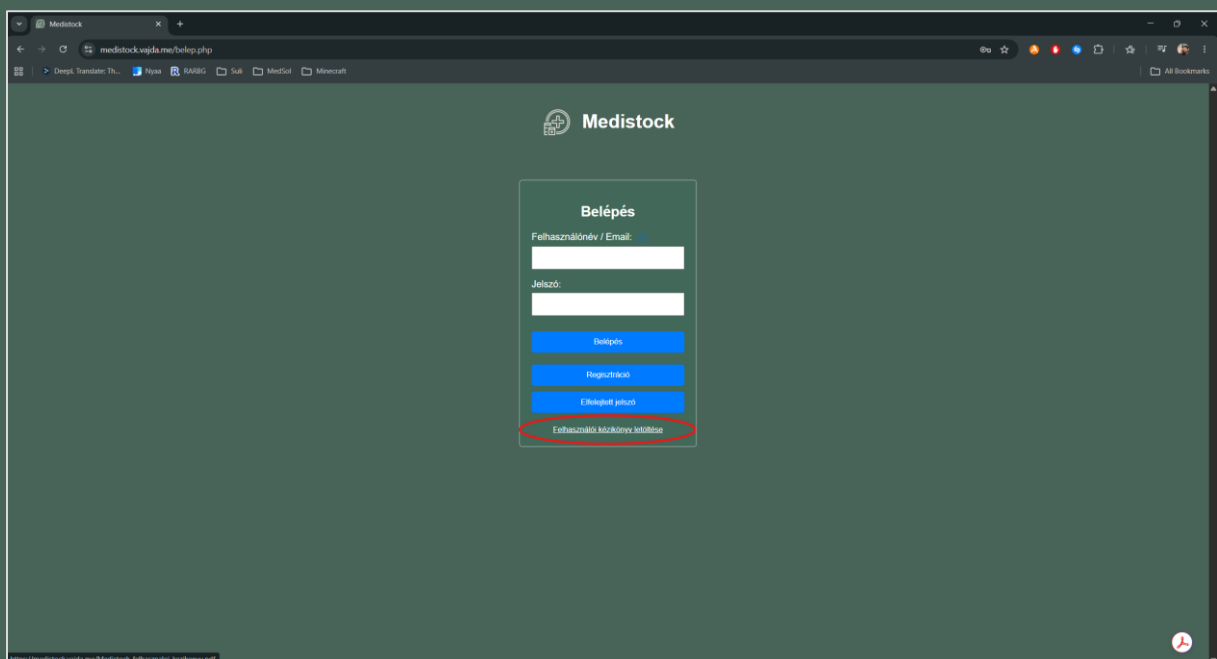 Medistock
medistock.vajda.me/belep.php
DeepL Translate: Th...
Nyaa
RARBG
Suli
MedSol
Minecraft
All Bookmarks
Medistock
Belépés
Felhasználónév / Email:
Jelszó:
Belépés
Regisztráció
Elfelejtett jelszó
Felhasználói kézikönyv letöltése